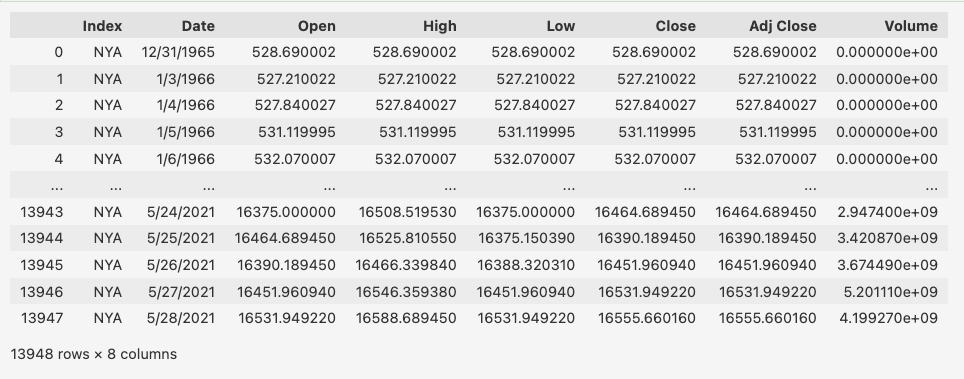 Index Date Open High Low Close Adj Close Volume
0 NYA 12/31/1965 528.690002 528.690002 528.690002 528.690002 528.690002 0.000000e+00
1 NYA 1/3/1966 527.210022 527.210022 527.210022 527.210022 527.210022 0.000000e+00
2 NYA 1/4/1966 527.840027 527.840027 527.840027 527.840027 527.840027 0.000000e+00
3 NYA 1/5/1966 531.119995 531.119995 531.119995 531.119995 531.119995 0.000000e+00
4 NYA 1/6/1966 532.070007 532.070007 532.070007 532.070007 532.070007 0.000000e+00
... ... ... ... ... ... ... ... ...
13943 NYA 5/24/2021 16375.000000 16508.519530 16375.000000 16464.689450 16464.689450 2.947400e+09
13944 NYA 5/25/2021 16464.689450 16525.810550 16375.150390 16390.189450 16390.189450 3.420870e+09
13945 NYA 5/26/2021 16390.189450 16466.339840 16388.320310 16451.960940 16451.960940 3.674490e+09
13946 NYA 5/27/2021 16451.960940 16546.359380 16451.960940 16531.949220 16531.949220 5.201110e+09
13947 NYA 5/28/2021 16531.949220 16588.689450 16531.949220 16555.660160 16555.660160 4.199270e+09
13948 rows × 8 columns